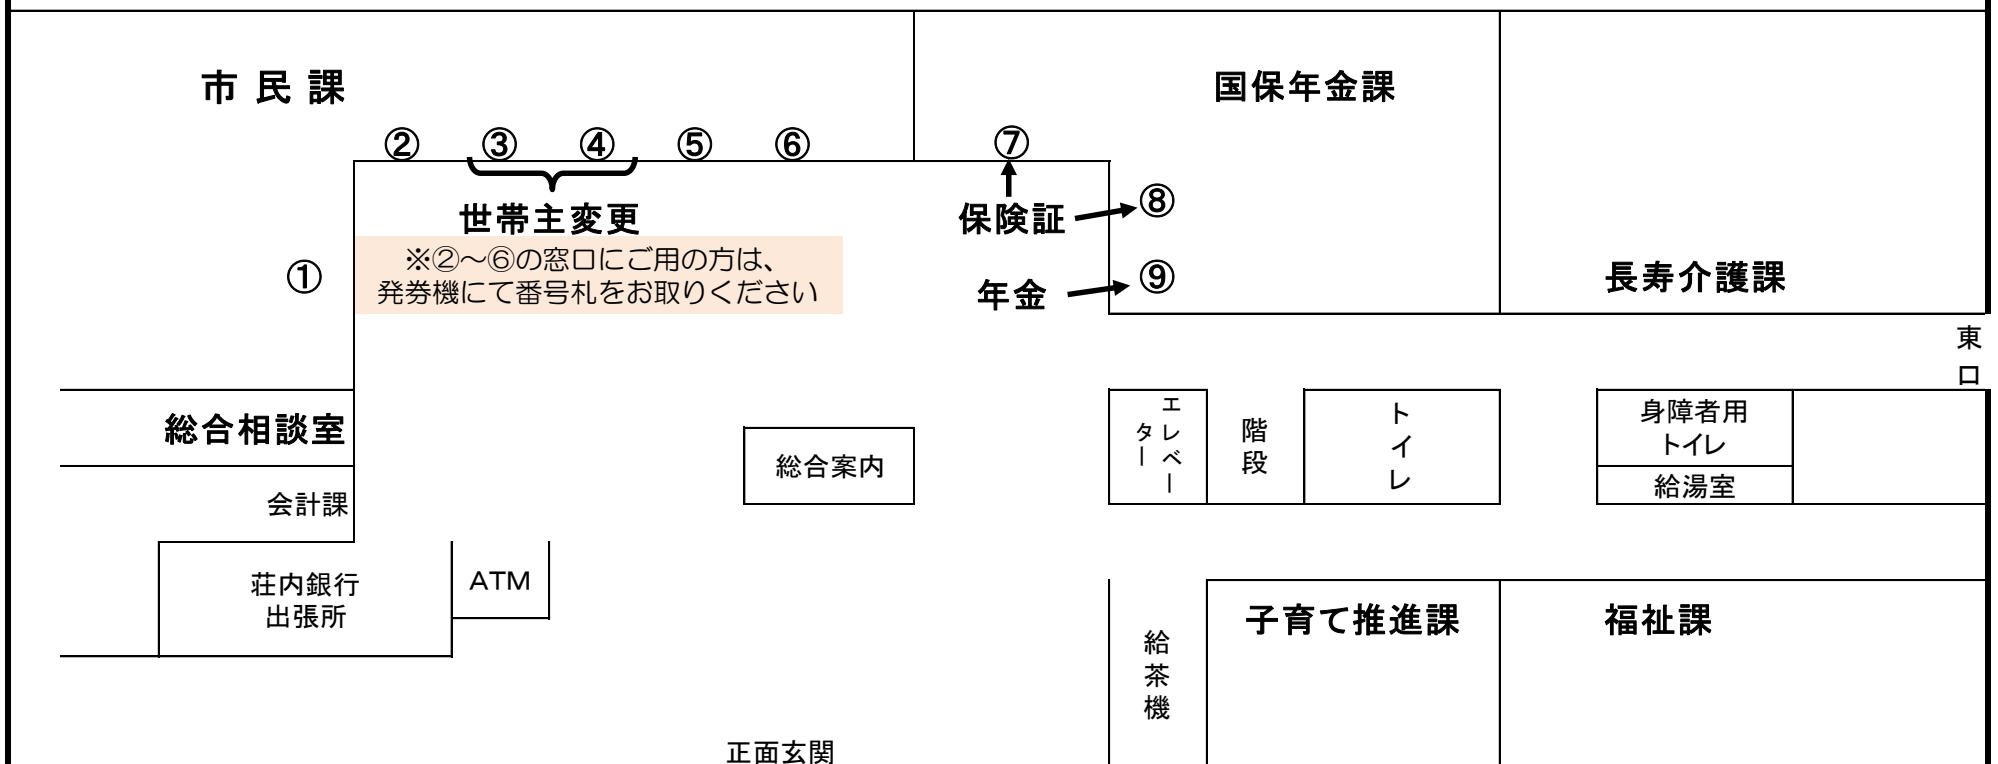 市民課
国保年金課
②
③
④
⑤
⑥
⑦
世帯主変更
保険証
⑧
①
※②～⑥の窓口にご用の方は、
発券機にて番号札をお取りください
年金
⑨
長寿介護課
東口
総合相談室
総合案内
エレベーター
階段
トイレ
身障者用
トイレ
給湯室
会計課
荘内銀行
出張所
ATM
給茶機
子育て推進課
福祉課
正面玄関